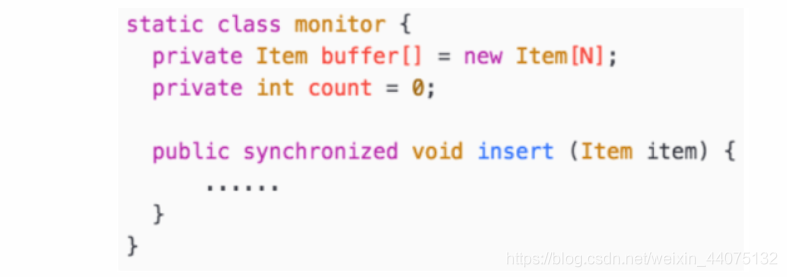 static class monitor {
private Item buffer[] = new Item[N];
private int count = 0;
public synchronized void insert (Item item) {
......
}
}
https://blog.csdn.net/weixin_44075132